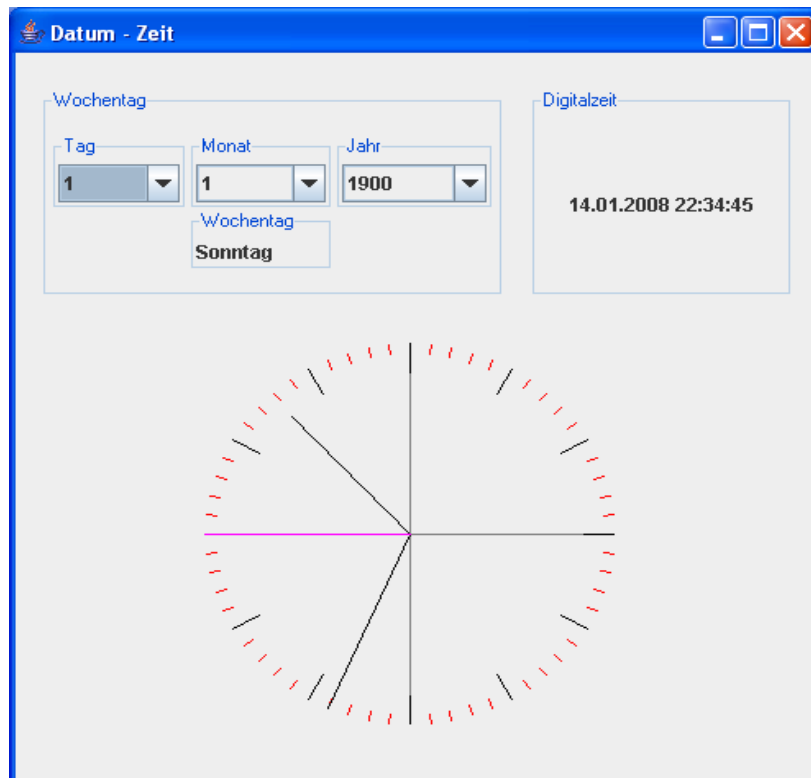 Datum - Zeit
Wochentag
Digitalzeit
Tag
Monat
Jahr
1
1
1900
14.01.2008 22:34:45
Wochentag
Sonntag